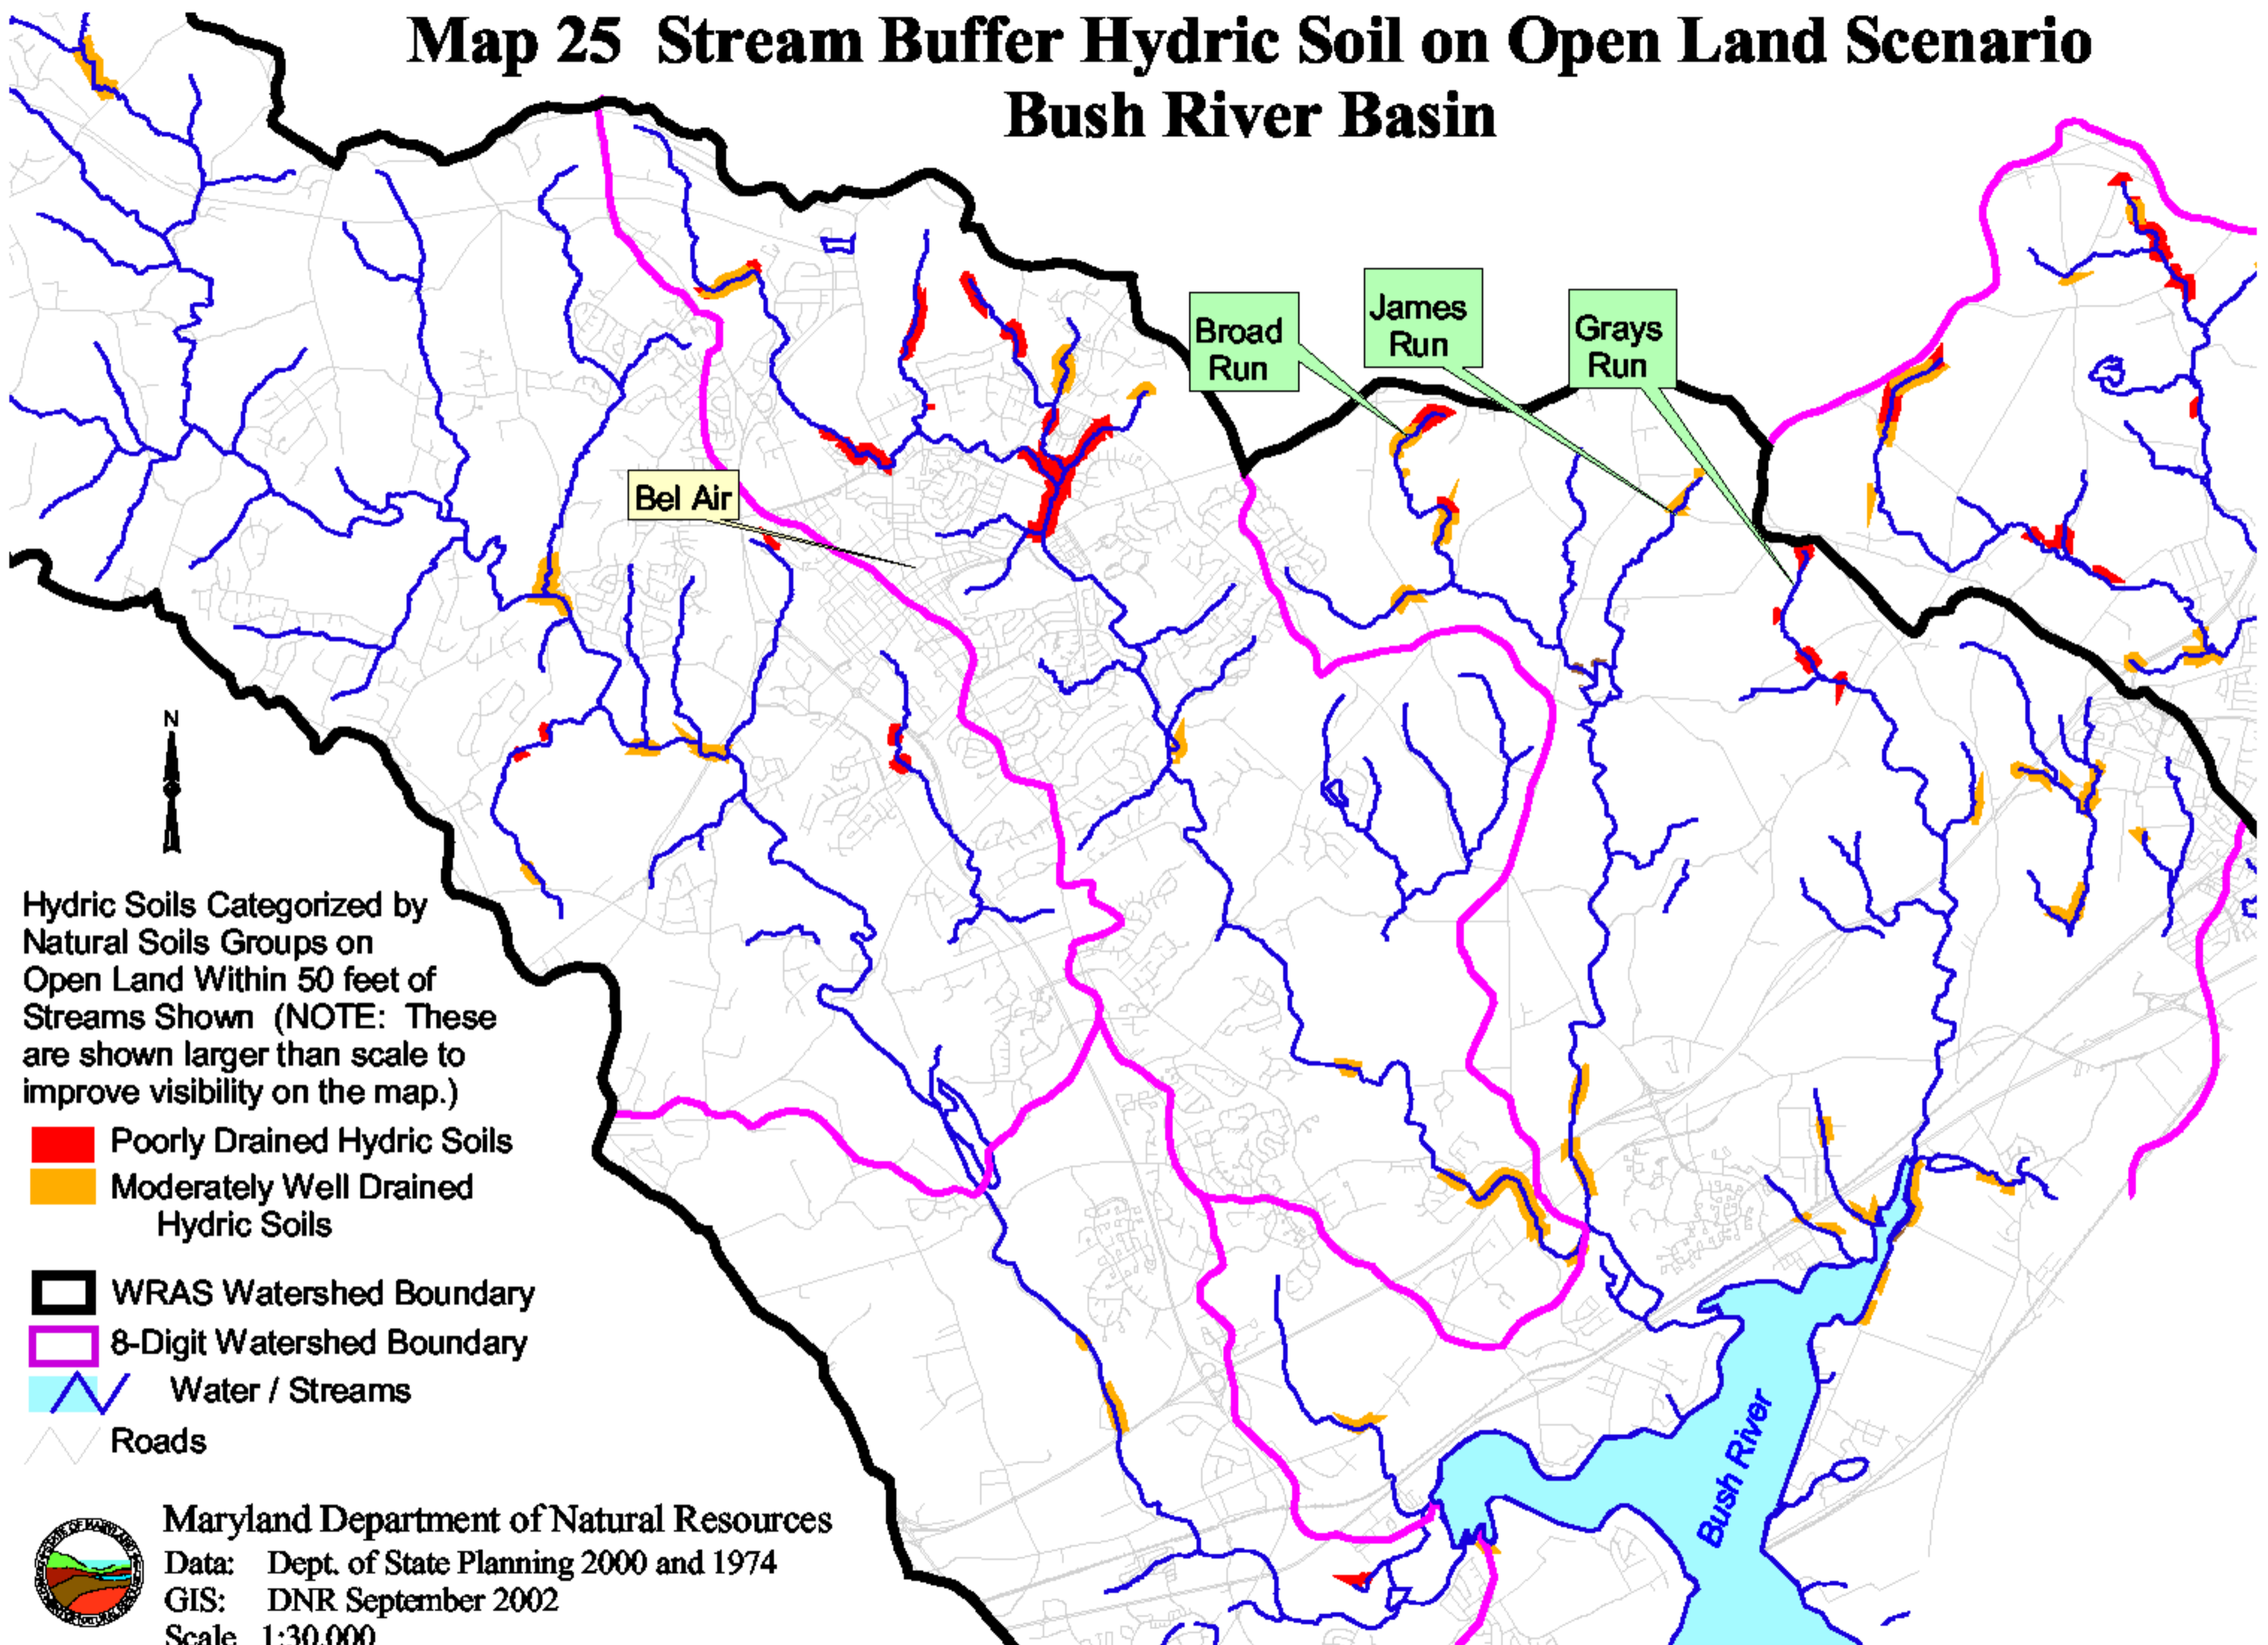 Map 25 Stream Buffer Hydric Soil on Open Land Scenario
Bush River Basin
Broad
Run
James
Run
Grays
Run
Bel Air
N
Hydric Soils Categorized by
Natural Soils Groups on
Open Land Within 50 feet of
Streams Shown (NOTE: These
are shown larger than scale to
improve visibility on the map.)
Poorly Drained Hydric Soils
Moderately Well Drained
Hydric Soils
WRAS Watershed Boundary
8-Digit Watershed Boundary
Water / Streams
Roads
Bush River
Maryland Department of Natural Resources
Data: Dept. of State Planning 2000 and 1974
GIS: DNR September 2002
Scale 1:30,000